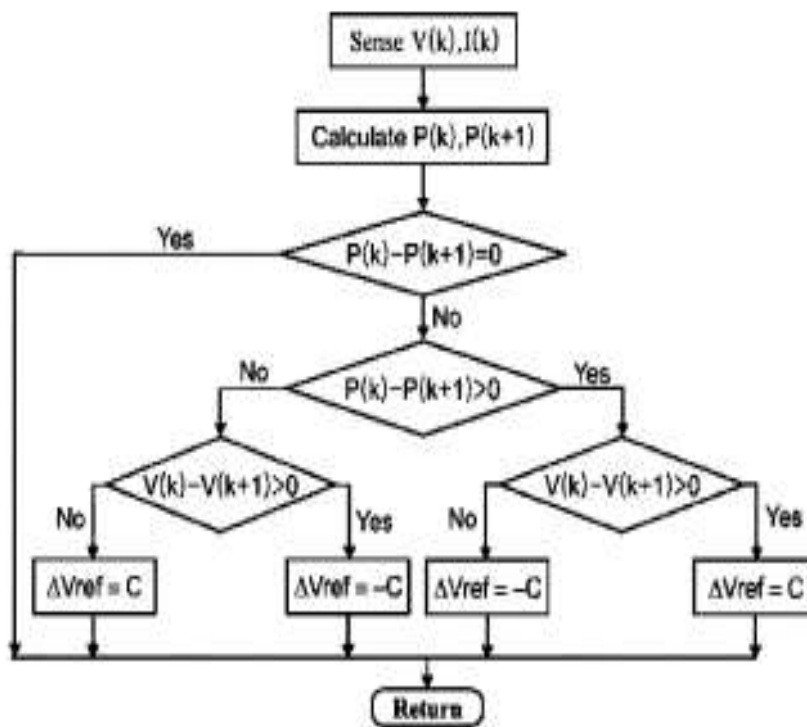 Sense V(k),I(k)
Calculate P(k),P(k+1)
Yes
P(k)−P(k+1)=0
No
No
P(k)−P(k+1)>0
Yes
V(k)−V(k+1)>0
V(k)−V(k+1)>0
No
Yes
No
Yes
ΔVref = C
ΔVref = −C
ΔVref = −C
ΔVref = C
Return